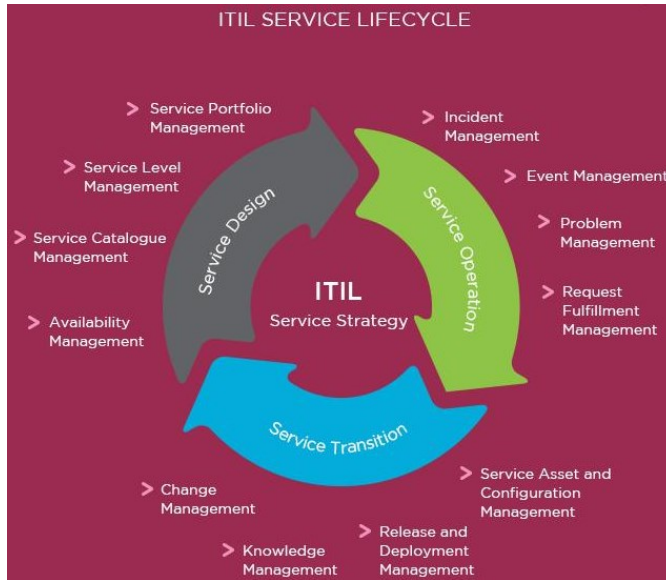 ITIL SERVICE LIFECYCLE
Service Portfolio
Management
Service Level
Management
Service Catalogue
Management
Availability
Management
Service Design
Incident
Management
Event Management
Problem
Management
Request
Fulfillment
Management
Service Operation
ITIL
Service Strategy
Service Transition
Change
Management
Knowledge
Management
Release and
Deployment
Management
Service Asset and
Configuration
Management